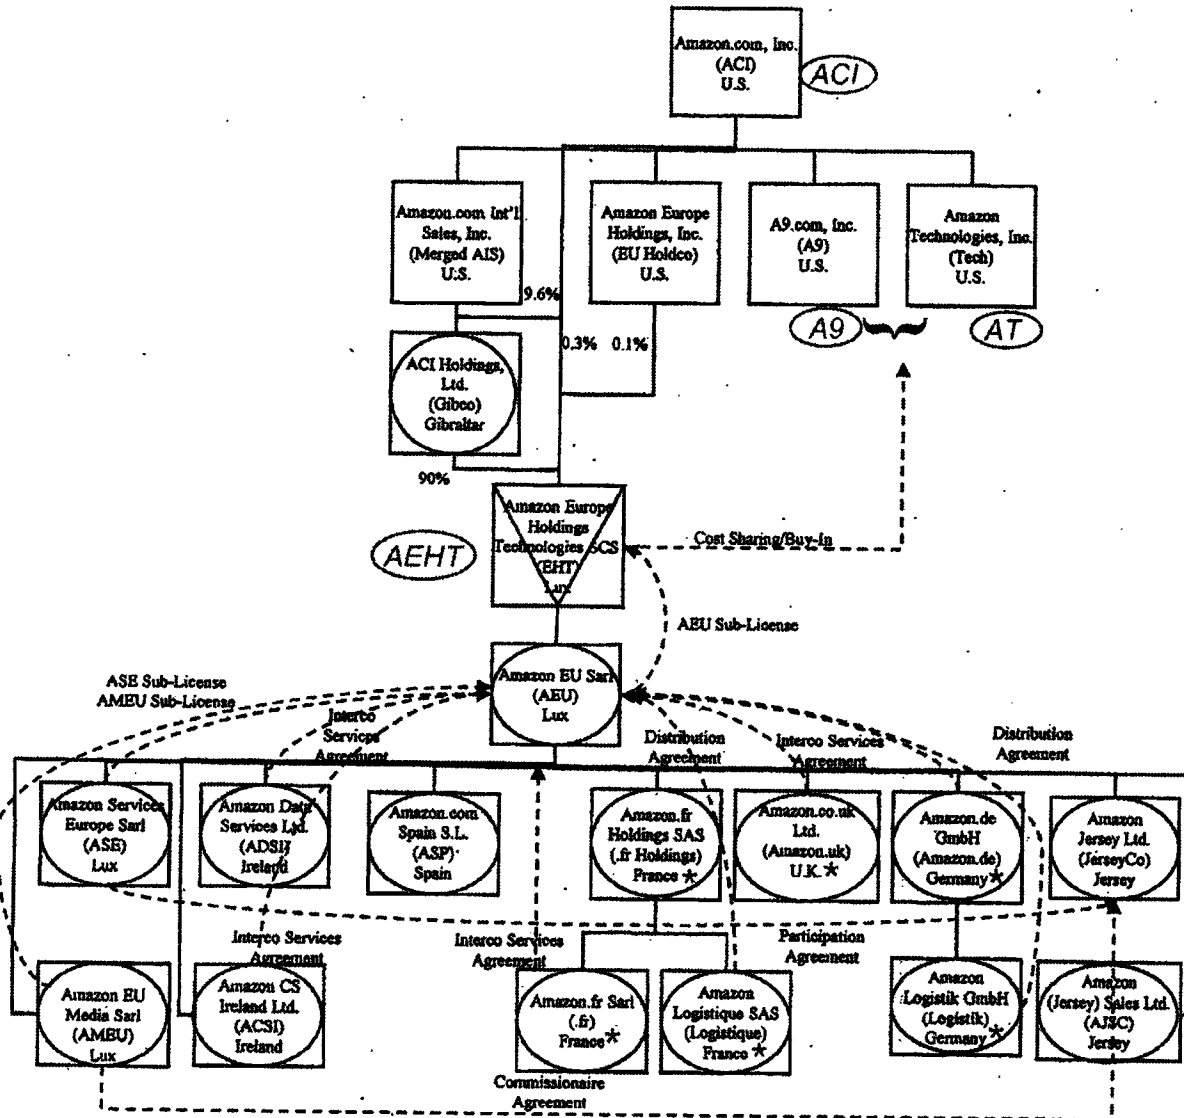 Amazon.com, Inc.
(ACI)
U.S.
ACI
Amazon.com Int'l
Sales, Inc.
(Merged AIS)
U.S.
Amazon Europe
Holdings, Inc.
(EU Holdco)
U.S.
A9.com, Inc.
(A9)
U.S.
Amazon
Technologies, Inc.
(Tech)
U.S.
9.6%
0.3% 0.1%
A9
AT
ACI Holdings,
Ltd.
(Gibco)
Gibraltar
90%
Amazon Europe
Holdings
Technologies SCS
(EHT)
Lux
AEHT
Cost Sharing/Buy-In
AEU Sub-License
Amazon EU Sarl
(AEU)
Lux
ASE Sub-License
AMEU Sub-License
Interco
Services
Agreement
Distribution
Agreement
Interco Services
Agreement
Distribution
Agreement
Amazon Services
Europe Sarl
(ASE)
Lux
Amazon Data
Services Ltd.
(ADSI)
Ireland
Amazon.com
Spain S.L.
(ASP)
Spain
Amazon.fr
Holdings SAS
(.fr Holdings)
France *
Amazon.co.uk
Ltd.
(Amazon.uk)
U.K. *
Amazon.de
GmbH
(Amazon.de)
Germany *
Amazon
Jersey Ltd.
(JerseyCo)
Jersey
Interco Services
Agreement
Interco Services
Agreement
Participation
Agreement
Amazon EU
Media Sarl
(AMEU)
Lux
Amazon CS
Ireland Ltd.
(ACSI)
Ireland
Amazon.fr Sarl
(.fr)
France *
Amazon
Logistique SAS
(Logistique)
France *
Amazon
Logistik GmbH
(Logistik)
Germany *
Amazon
(Jersey) Sales Ltd.
(AJSC)
Jersey
Commissionaire
Agreement